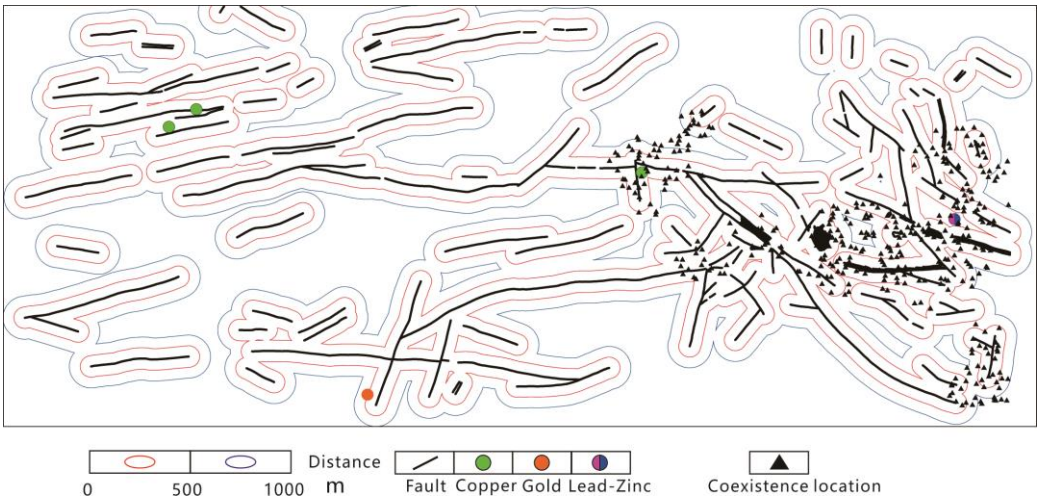 Distance
Fault Copper Gold Lead-Zinc
Coexistence location
0 500 1000 m